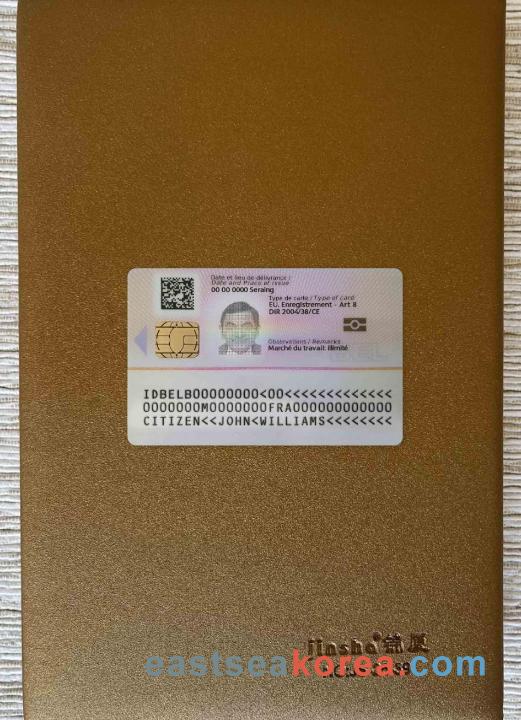 Date et lieu de délivrance /
Date and Place of issue
00 00 0000 Seraing
Type de carte / Type of card
EU. Enregistrement - Art 8
DIR 2004/38/CE
Observations / Remarks
Marché du travail: illimité
IDBELB00000000<00<<<<<<<<<<<<<
0000000M0000000FRA000000000000
CITIZEN<<JOHN<WILLIAMS<<<<<<<<
jinsha®
eastseakorea.com